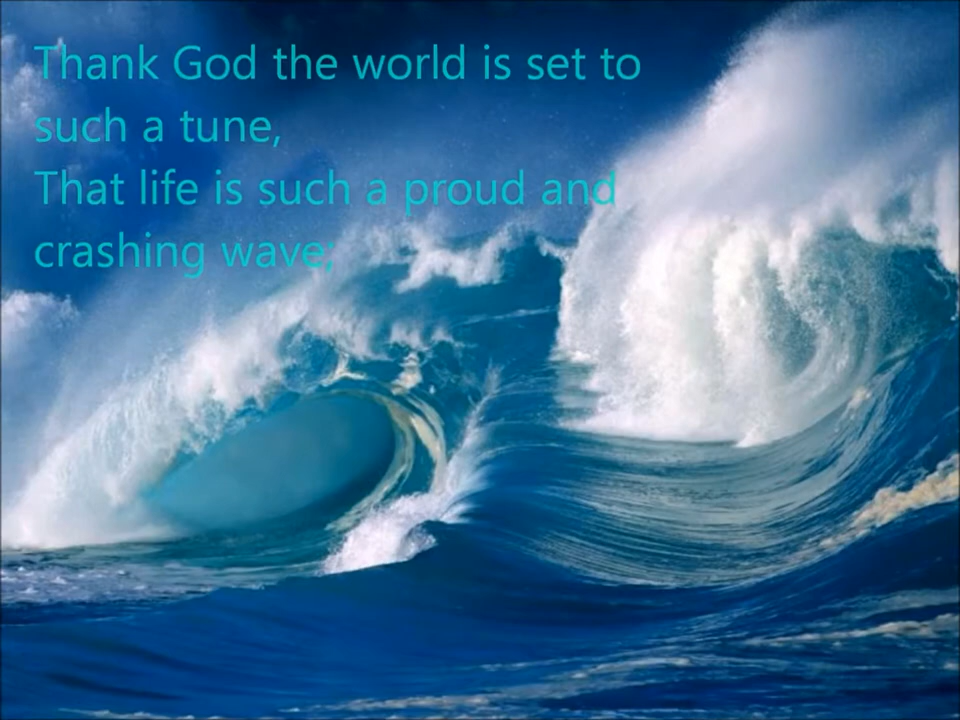 Thank God the world is set to
such a tune,
That life is such a proud and
crashing wave;